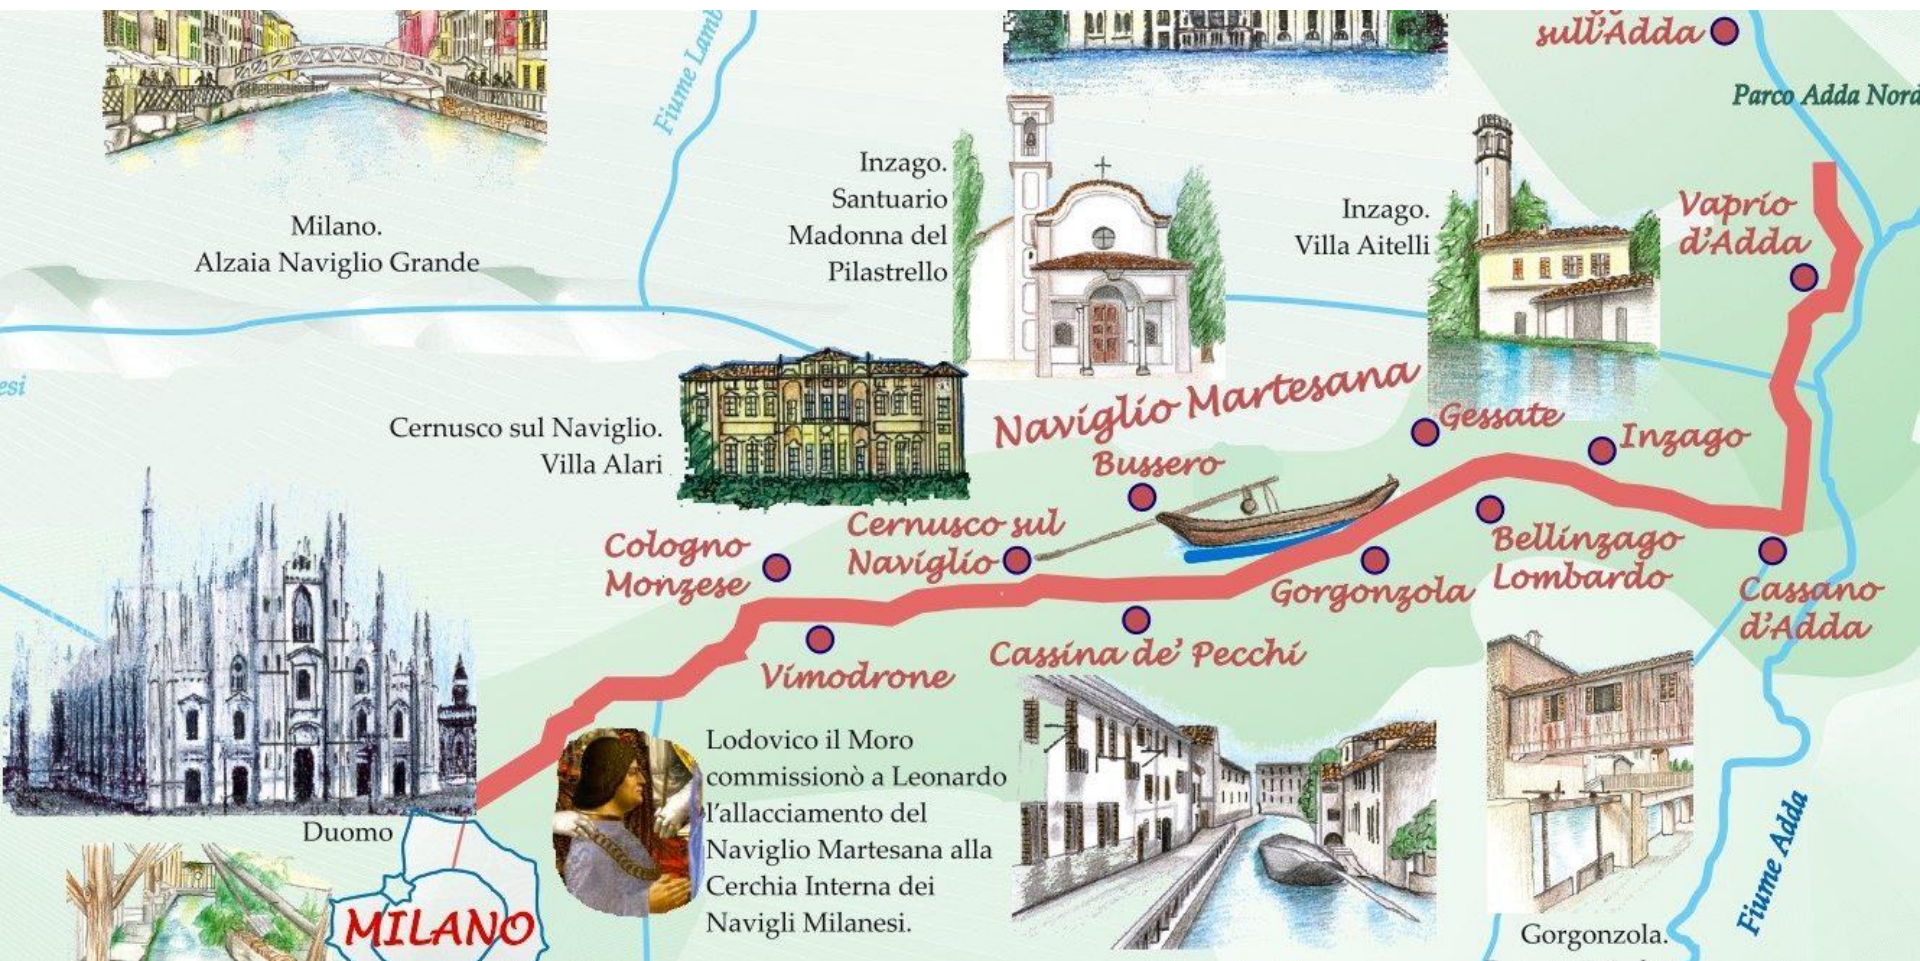 Fiume Lamb
sull'Adda
Parco Adda Nord
Milano.
Alzaia Naviglio Grande
Inzago.
Santuario
Madonna del
Pilastrello
Inzago.
Villa Aitelli
Vaprio
d'Adda
esi
Cernusco sul Naviglio.
Villa Alari
Naviglio Martesana
Gessate
Inzago
Bussero
Cologno
Monzese
Cernusco sul
Naviglio
Bellinzago
Lombardo
Gorgonzola
Cassano
d'Adda
Cassina de' Pecchi
Vimodrone
Lodovico il Moro
commissionò a Leonardo
l'allacciamento del
Naviglio Martesana alla
Cerchia Interna dei
Navigli Milanesi.
Duomo
MILANO
Fiume Adda
Gorgonzola.